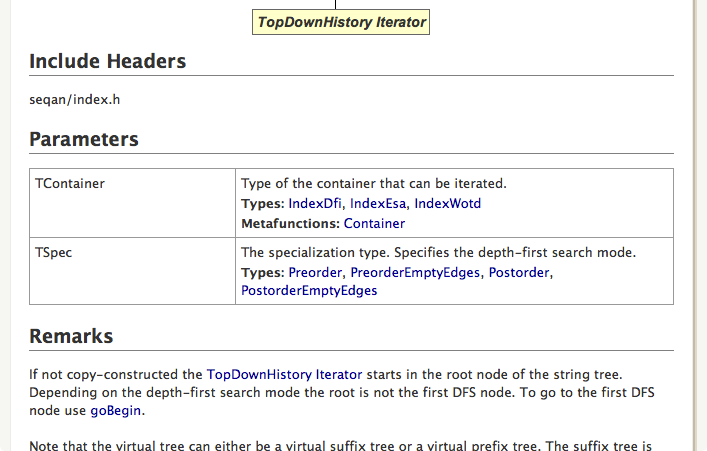 TopDownHistory Iterator
Include Headers
seqan/index.h
Parameters
TContainer
Type of the container that can be iterated.
Types: IndexDfi, IndexEsa, IndexWotd
Metafunctions: Container
TSpec
The specialization type. Specifies the depth-first search mode.
Types: Preorder, PreorderEmptyEdges, Postorder,
PostorderEmptyEdges
Remarks
If not copy-constructed the TopDownHistory Iterator starts in the root node of the string tree.
Depending on the depth-first search mode the root is not the first DFS node. To go to the first DFS
node use goBegin.
Note that the virtual tree can either be a virtual suffix tree or a virtual prefix tree. The suffix tree is